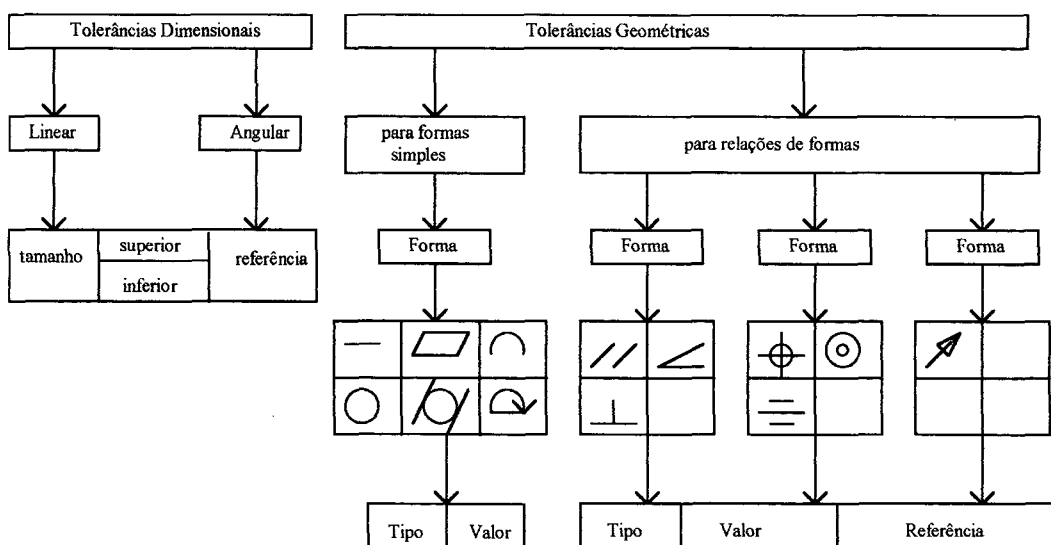 Tolerâncias Dimensionais
Tolerâncias Geométricas
Linear
Angular
para formas
simples
para relações de formas
tamanho
superior
inferior
referência
Forma
Forma
Forma
Forma
Tipo
Valor
Tipo
Valor
Referência